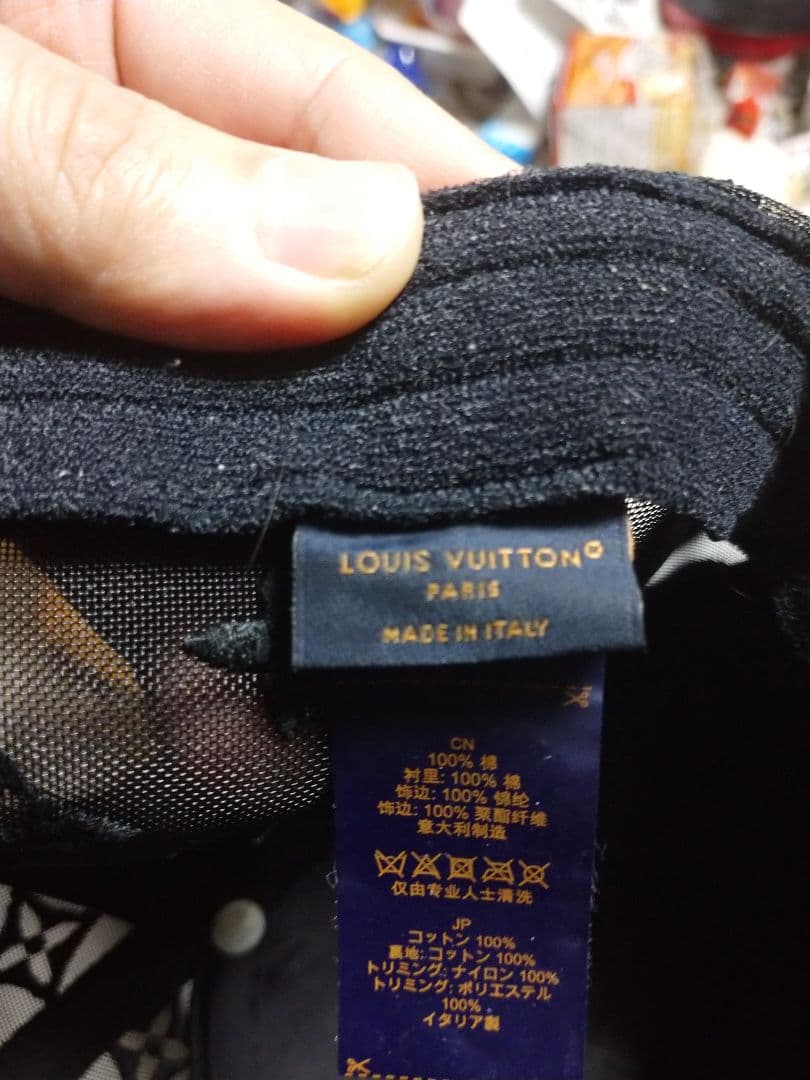 LOUIS VUITTON®
PARIS
MADE IN ITALY
CN
100% 棉
衬里: 100% 棉
饰边: 100% 锦纶
饰边: 100% 聚酯纤维
意大利制造
仅由专业人士清洗
JP
コットン 100%
裏地: コットン 100%
トリミング: ナイロン 100%
トリミング: ポリエステル
100%
イタリア製